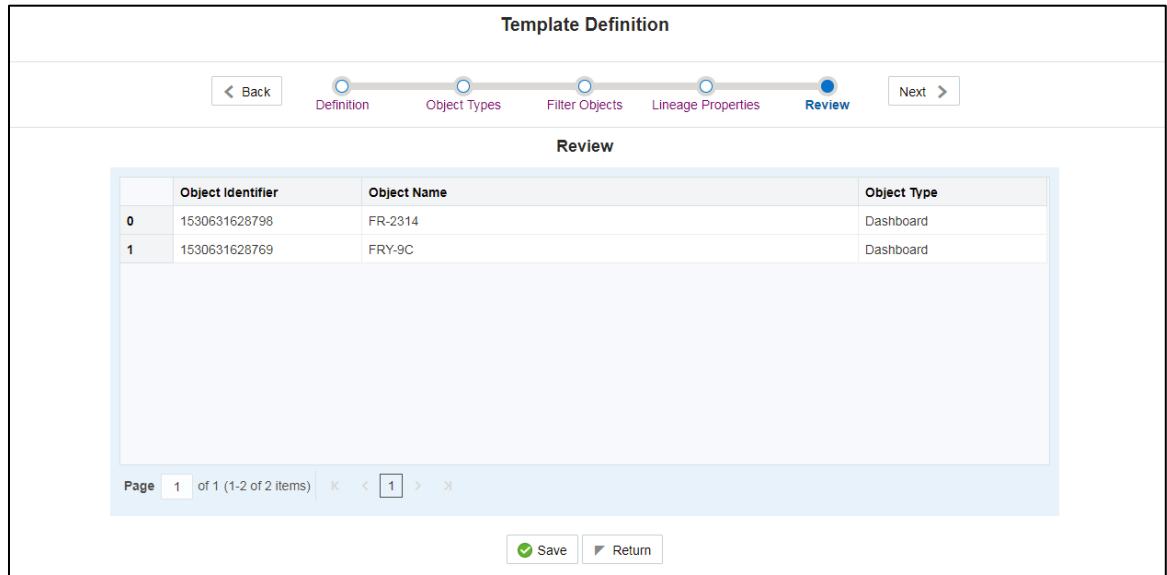 Template Definition
Back
Definition
Object Types
Filter Objects
Lineage Properties
Review
Next
Review
Object Identifier Object Name Object Type
0 1530631628798 FR-2314 Dashboard
1 1530631628769 FRY-9C Dashboard
Page 1 of 1 (1-2 of 2 items) 1
Save Return